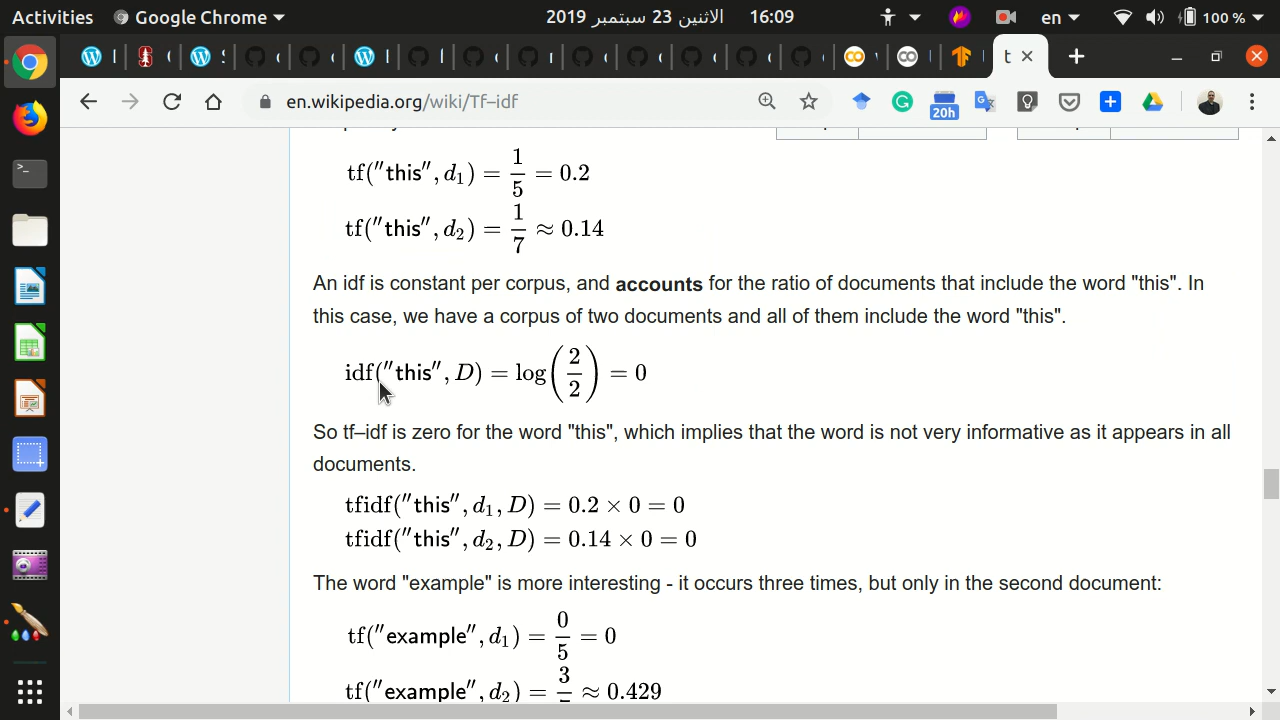 Activities Google Chrome الاثنين 23 سبتمبر 2019 16:09 en 100 %
t
en.wikipedia.org/wiki/Tf–idf 20h
tf("this", d₁) = 1/5 = 0.2
tf("this", d₂) = 1/7 ≈ 0.14
An idf is constant per corpus, and accounts for the ratio of documents that include the word "this". In
this case, we have a corpus of two documents and all of them include the word "this".
idf("this", D) = log(2/2) = 0
So tf–idf is zero for the word "this", which implies that the word is not very informative as it appears in all
documents.
tfidf("this", d₁, D) = 0.2 × 0 = 0
tfidf("this", d₂, D) = 0.14 × 0 = 0
The word "example" is more interesting - it occurs three times, but only in the second document:
tf("example", d₁) = 0/5 = 0
tf("example", d₂) = 3/ ≈ 0.429